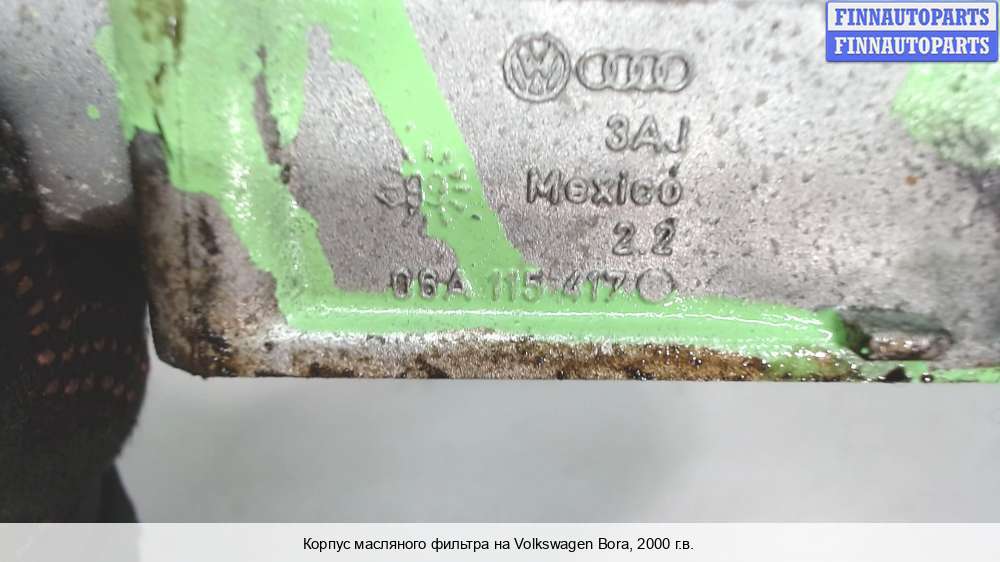 FINNAUTOPARTS
FINNAUTOPARTS
3AJ
Mexico
2.2
06A 115 417
Корпус масляного фильтра на Volkswagen Bora, 2000 г.в.